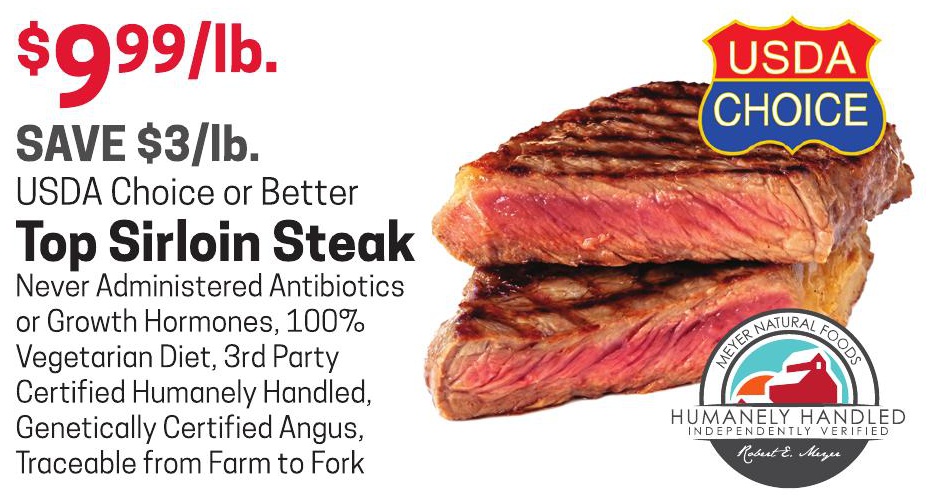 $9.99/lb.
SAVE $3/lb.
USDA Choice or Better
Top Sirloin Steak
Never Administered Antibiotics
or Growth Hormones, 100%
Vegetarian Diet, 3rd Party
Certified Humanely Handled,
Genetically Certified Angus,
Traceable from Farm to Fork
USDA
CHOICE
MEYER NATURAL FOODS
HUMANELY HANDLED
INDEPENDENTLY VERIFIED
Robert E. Meyer